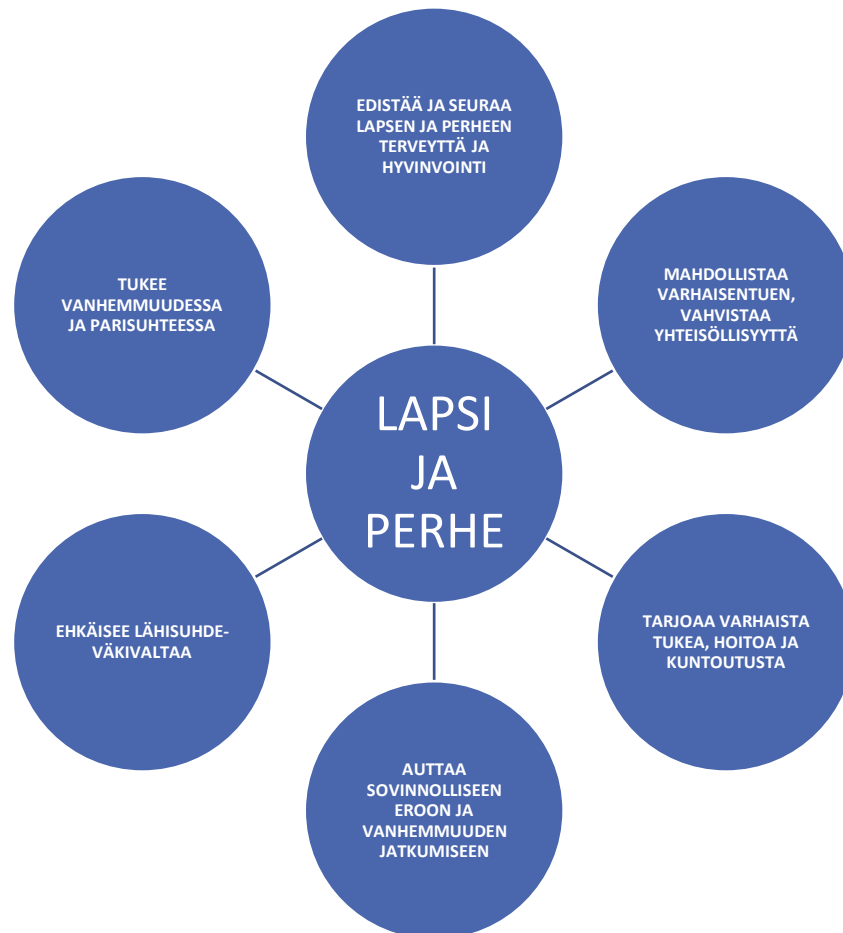 EDISTÄÄ JA SEURAA
LAPSEN JA PERHEEN
TERVEYTTÄ JA
HYVINVOINTI
MAHDOLLISTAA
VARHAISENTUEN,
VAHVISTAA
YHTEISÖLLISYYTTÄ
TARJOAA VARHAISTA
TUKEA, HOITOA JA
KUNTOUTUSTA
AUTTAA
SOVINNOLLISEEN
EROON JA
VANHEMMUUDEN
JATKUMISEEN
EHKÄISEE LÄHISUHDE-
VÄKIVALTAA
TUKEE
VANHEMMUUDESSA
JA PARISUHTEESSA
LAPSI
JA
PERHE